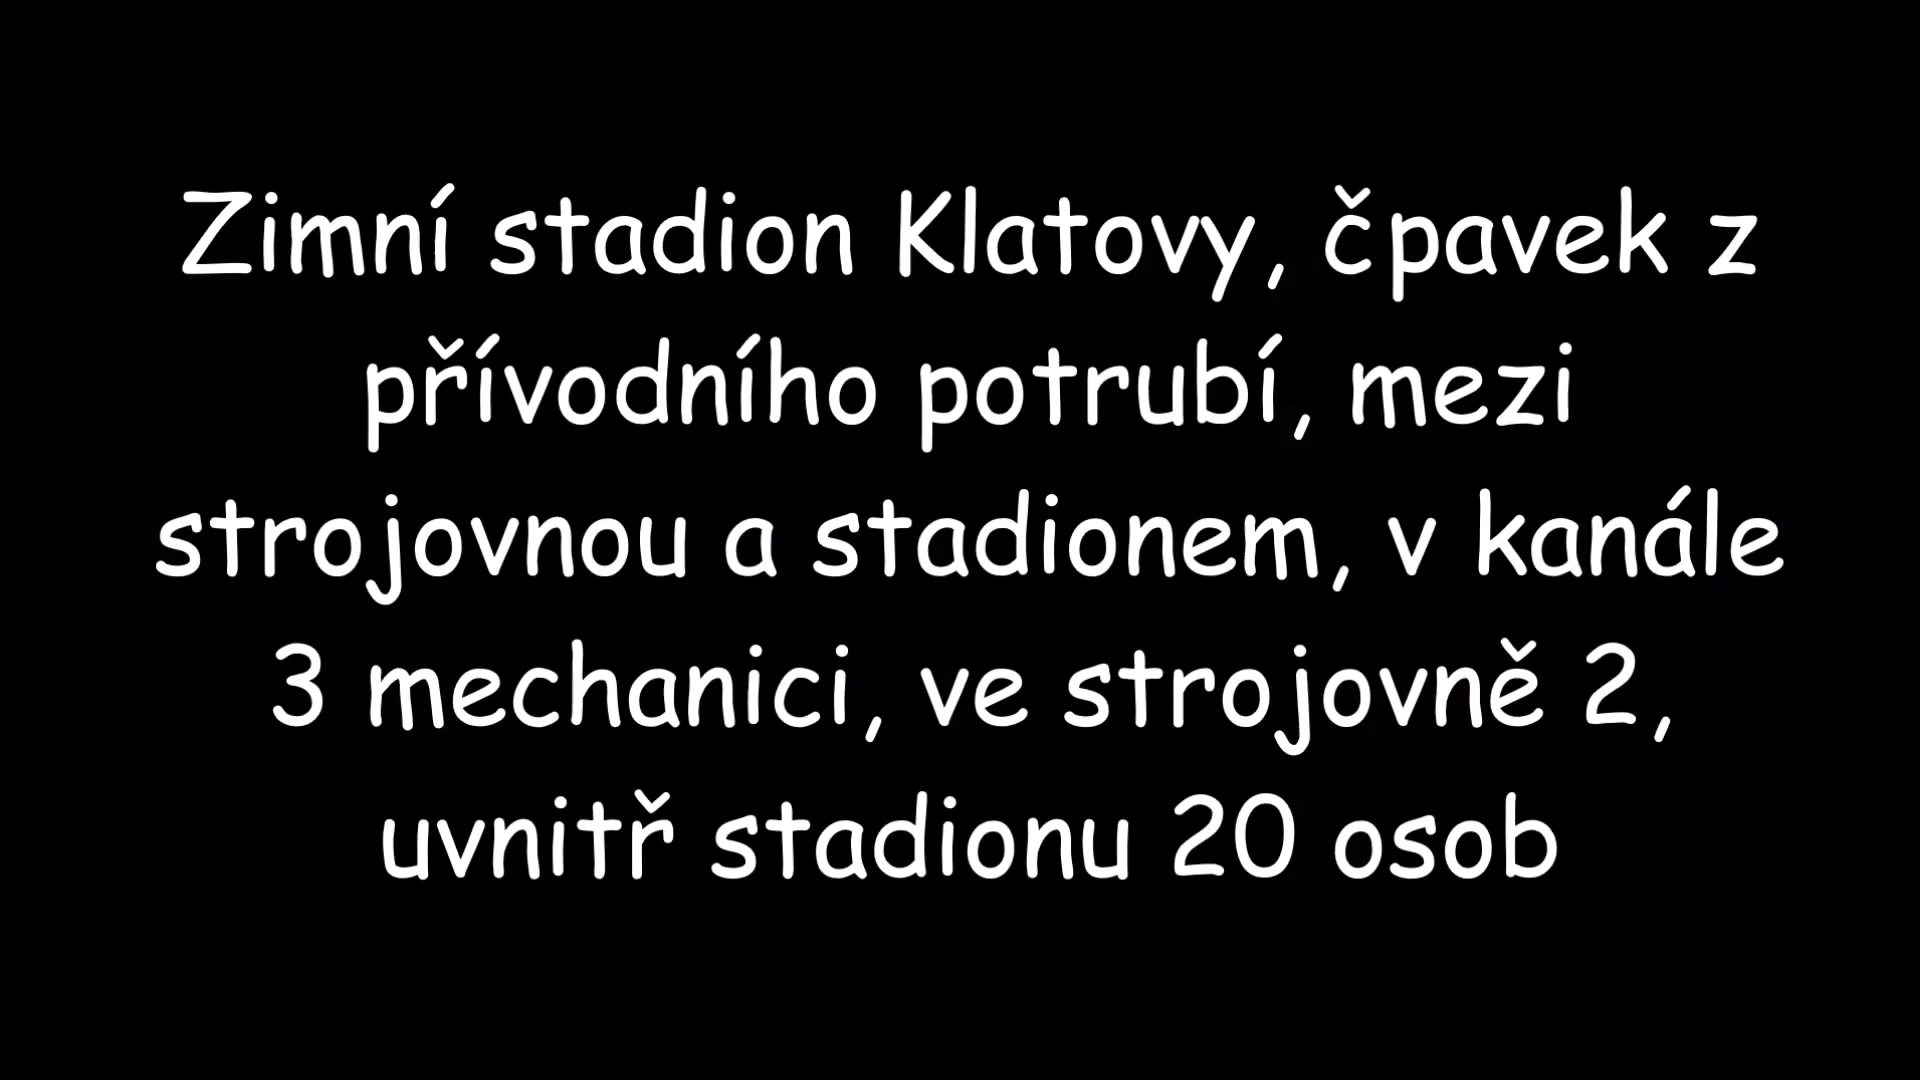 Zimní stadion Klatovy, čpavek z
přívodního potrubí, mezi
strojovnou a stadionem, v kanále
3 mechanici, ve strojovně 2,
uvnitř stadionu 20 osob